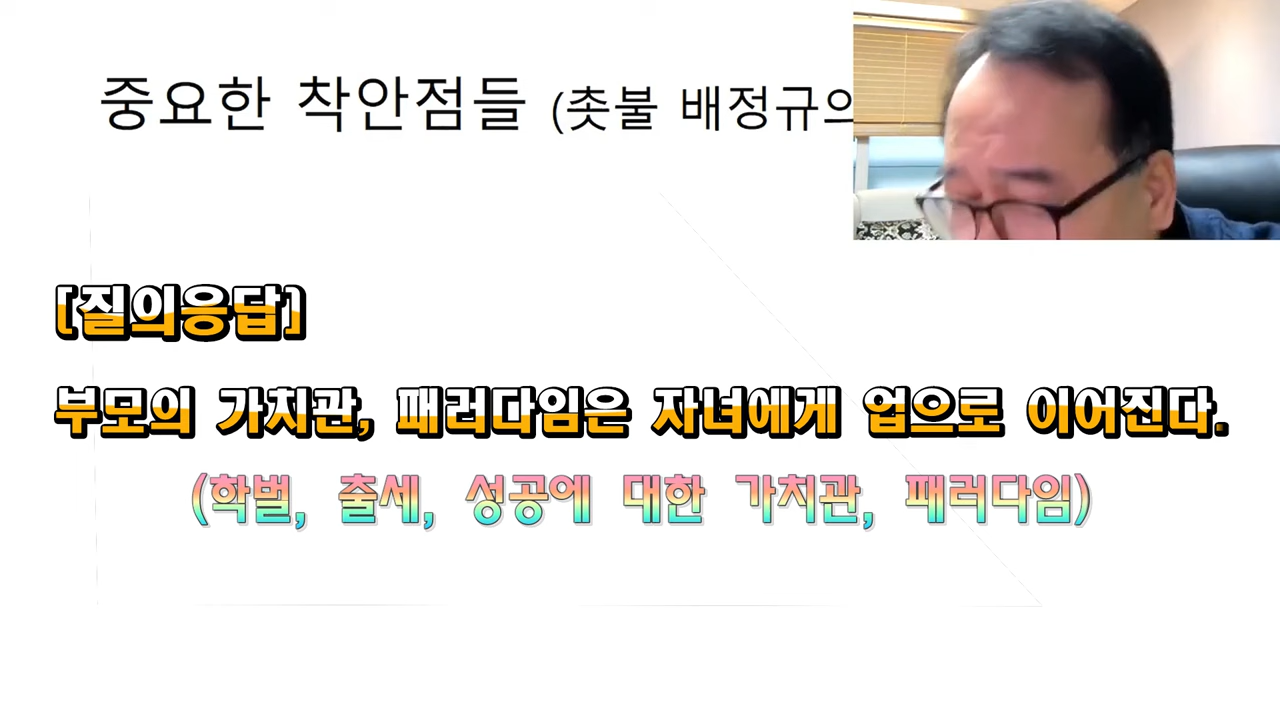 중요한 착안점들 (촛불 배정규의
[질의응답]
부모의 가치관, 패러다임은 자녀에게 업으로 이어진다.
(학벌, 출세, 성공에 대한 가치관, 패러다임)